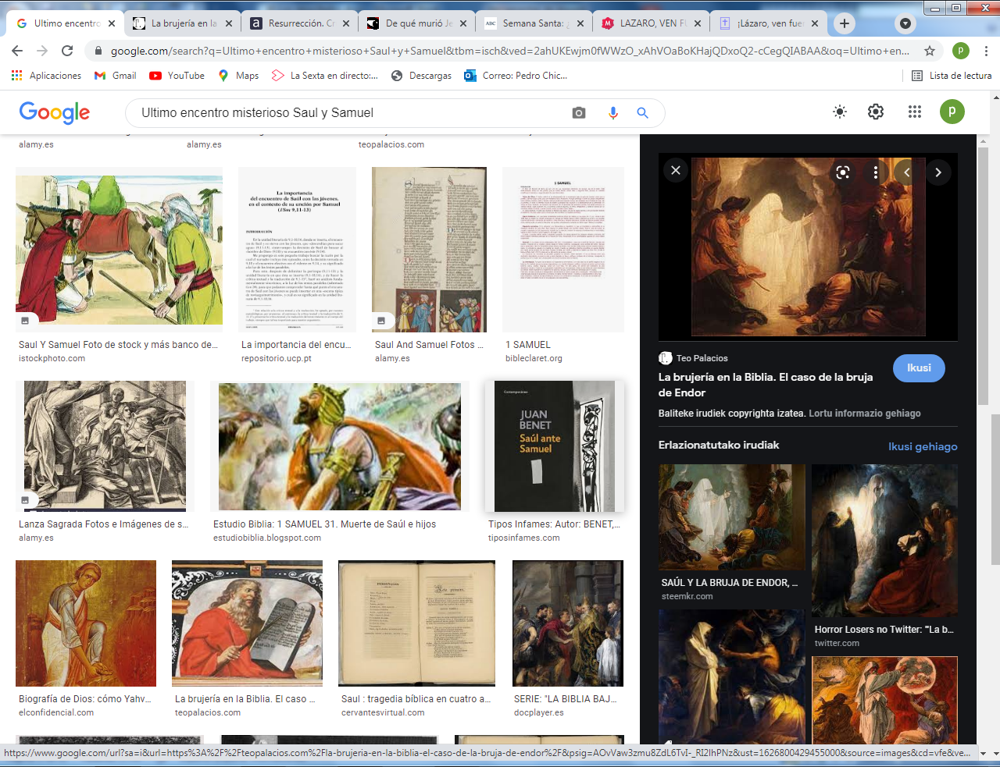 Ultimo encentro
La brujería en la
Resurrección. Cr
De qué murió Je
ABC
Semana Santa: ¿
LAZARO, VEN FU
¡Lázaro, ven fuer
google.com/search?q=Ultimo+encentro+misterioso+Saul+y+Samuel&tbm=isch&ved=2ahUKEwjm0fWWzO_xAhVOaBoKHajQDxoQ2-cCegQIABAA&oq=Ultimo+en...
Aplicaciones
Gmail
YouTube
Maps
La Sexta en directo:...
Descargas
Correo: Pedro Chic...
Lista de lectura
Google
Ultimo encentro misterioso Saul y Samuel
alamy.es
alamy.es
teopalacios.com
La importancia
del encuentro de Saúl con las jóvenes,
en el contexto de su unción por Samuel
(1Sm 9,11-13)
1 SAMUEL
Saul Y Samuel Foto de stock y más banco de...
istockphoto.com
La importancia del encu...
repositorio.ucp.pt
Saul And Samuel Fotos ...
alamy.es
1 SAMUEL
bibleclaret.org
Contemporánea
JUAN
BENET
Saúl ante
Samuel
Lanza Sagrada Fotos e Imágenes de s...
alamy.es
Estudio Biblia: 1 SAMUEL 31. Muerte de Saúl e hijos
estudiobiblia.blogspot.com
Tipos Infames: Autor: BENET,...
tiposinfames.com
Biografía de Dios: cómo Yahv...
elconfidencial.com
La brujería en la Biblia. El caso ...
teopalacios.com
Saul : tragedia bíblica en cuatro a...
cervantesvirtual.com
SERIE: "LA BIBLIA BAJ...
docplayer.es
Teo Palacios
La brujería en la Biblia. El caso de la bruja
de Endor
Ikusi
Baliteke irudiek copyrighta izatea. Lortu informazio gehiago
Erlazionatutako irudiak
Ikusi gehiago
SAÚL Y LA BRUJA DE ENDOR, ...
steemkr.com
Horror Losers no Twitter: "La b...
twitter.com
https://www.google.com/url?sa=i&url=https%3A%2F%2Fteopalacios.com%2Fla-brujeria-en-la-biblia-el-caso-de-la-bruja-de-endor%2F&psig=AOvVaw3zmu8ZdL6TvI-_RI2lhPNz&ust=1626800429455000&source=images&cd=vfe&ve...